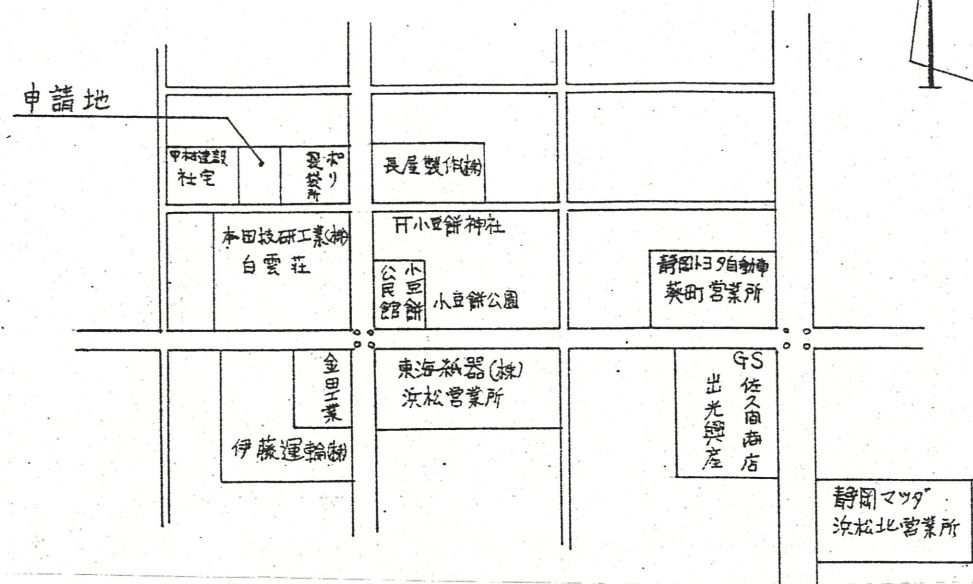 申請地
中村建設
社宅
ポリ
製袋所
長屋製作(株)
本田技研工業(株)
白雲荘
小豆餅神社
小豆餅
公民館
小豆餅公園
静岡トヨタ自動車
葵町営業所
金田工業
伊藤運輸(株)
東海紙器(株)
浜松営業所
GS
佐久間商店
出光興産
静岡マツダ
浜松北営業所